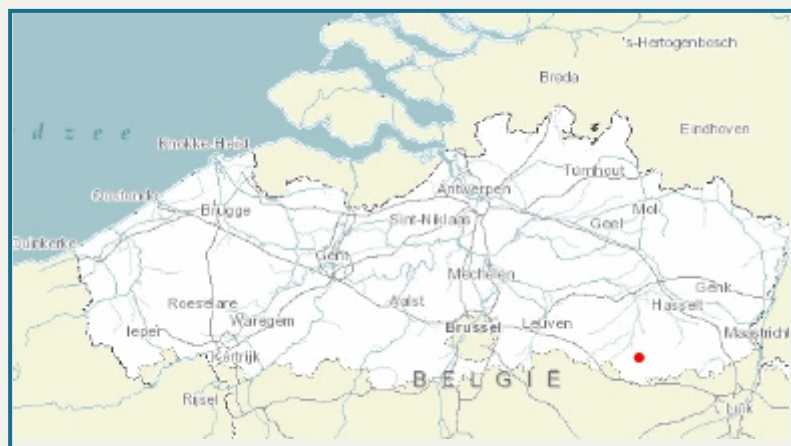 's-Hertogenbosch
Breda
dzee
Eindhoven
Knokke-Heist
Turnhout
Antwerpen
Oostende
Brugge
Mol
Sint-Niklaas
Geel
Duinkerke
Gent
Mechelen
Genk
Roeselare
Aalst
Hasselt
Waregem
Leuven
Ieper
Brussel
Maastricht
BELGIË
Rijsel
Luik